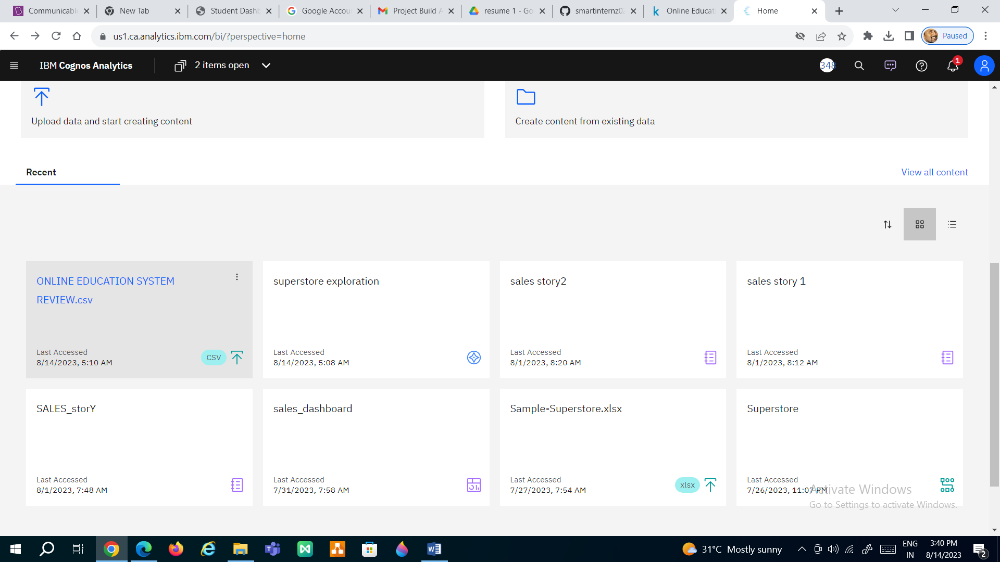 Communicabl
New Tab
Student Dashb
Google Accou
Project Build A
resume 1 - Go
smartinternz02
Online Educat
Home
us1.ca.analytics.ibm.com/bi/?perspective=home
Paused
IBM Cognos Analytics
2 items open
348
1
Upload data and start creating content
Create content from existing data
Recent
View all content
ONLINE EDUCATION SYSTEM
REVIEW.csv
Last Accessed
8/14/2023, 5:10 AM
CSV
superstore exploration
Last Accessed
8/14/2023, 5:08 AM
sales story2
Last Accessed
8/1/2023, 8:20 AM
sales story 1
Last Accessed
8/1/2023, 8:12 AM
SALES_storY
Last Accessed
8/1/2023, 7:48 AM
sales_dashboard
Last Accessed
7/31/2023, 7:58 AM
Sample-Superstore.xlsx
Last Accessed
7/27/2023, 7:54 AM
xlsx
Superstore
Last Accessed
7/26/2023, 11:07 PM
Activate Windows
Go to Settings to activate Windows.
31°C Mostly sunny
ENG
IN
3:40 PM
8/14/2023
2